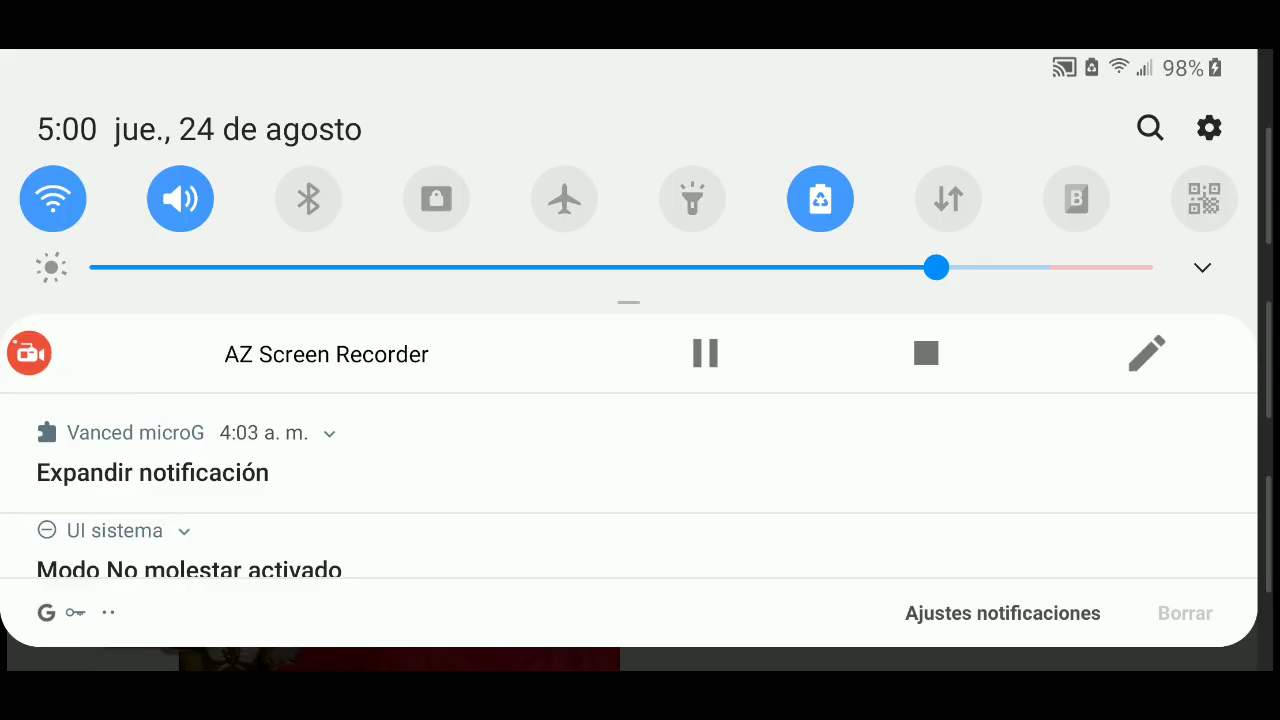 98%
5:00 jue., 24 de agosto
B
AZ Screen Recorder
Vanced microG 4:03 a. m.
Expandir notificación
UI sistema
Modo No molestar activado
G
Ajustes notificaciones Borrar